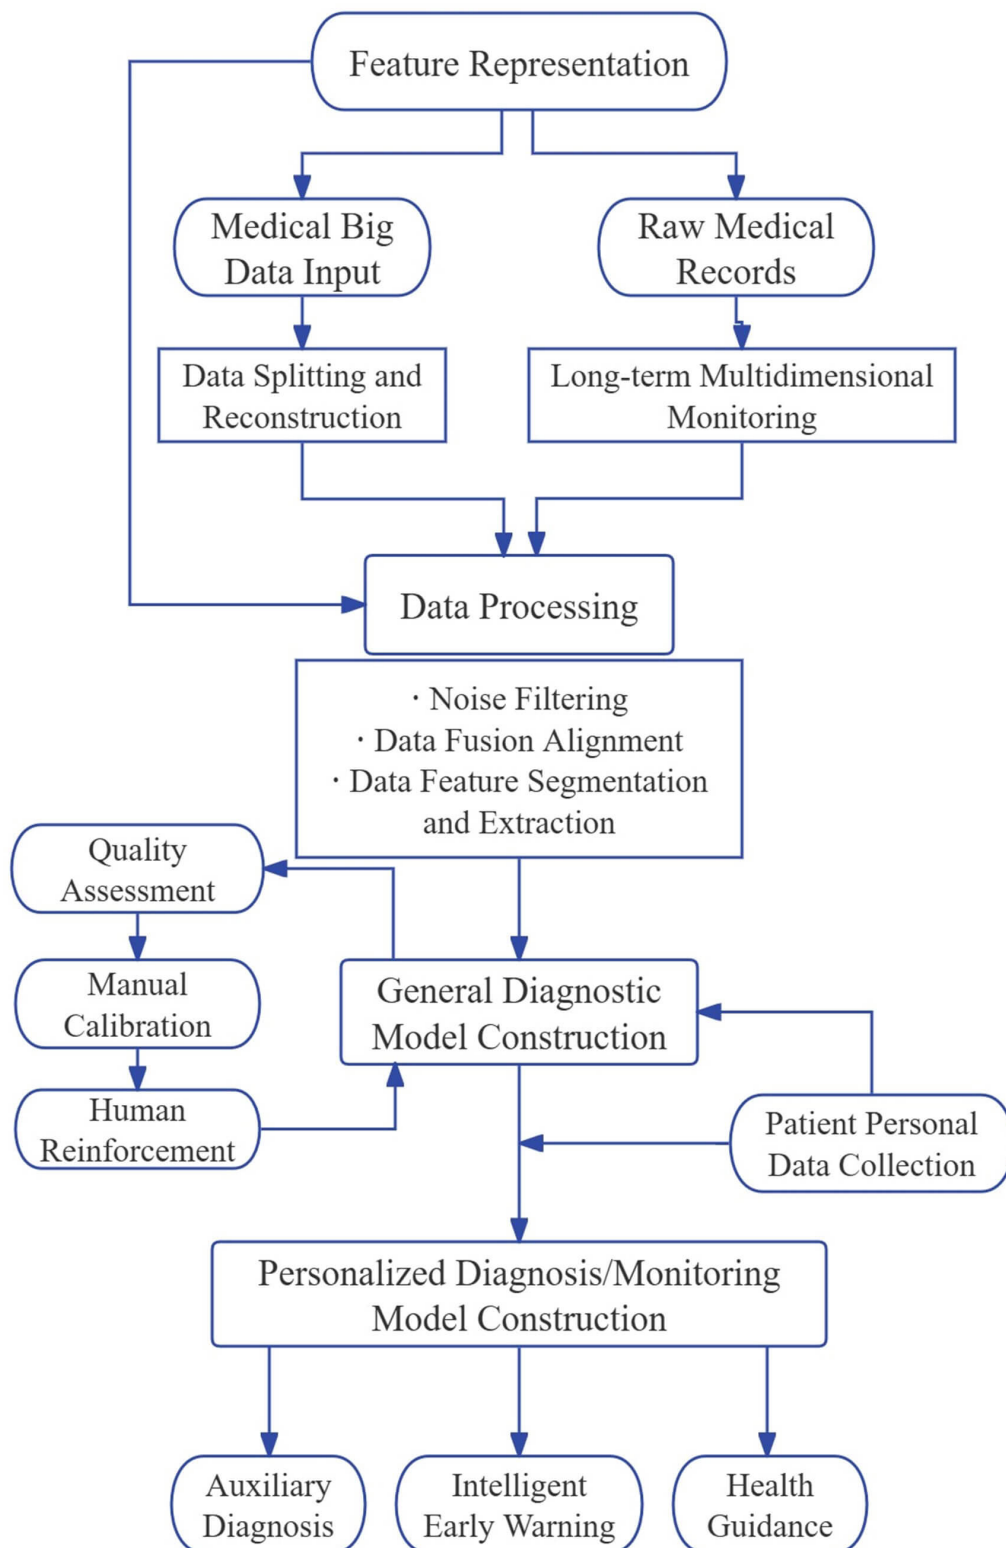 Feature Representation
Medical Big
Data Input
Raw Medical
Records
Data Splitting and
Reconstruction
Long-term Multidimensional
Monitoring
Data Processing
· Noise Filtering
· Data Fusion Alignment
· Data Feature Segmentation
and Extraction
Quality
Assessment
Manual
Calibration
Human
Reinforcement
General Diagnostic
Model Construction
Patient Personal
Data Collection
Personalized Diagnosis/Monitoring
Model Construction
Auxiliary
Diagnosis
Intelligent
Early Warning
Health
Guidance